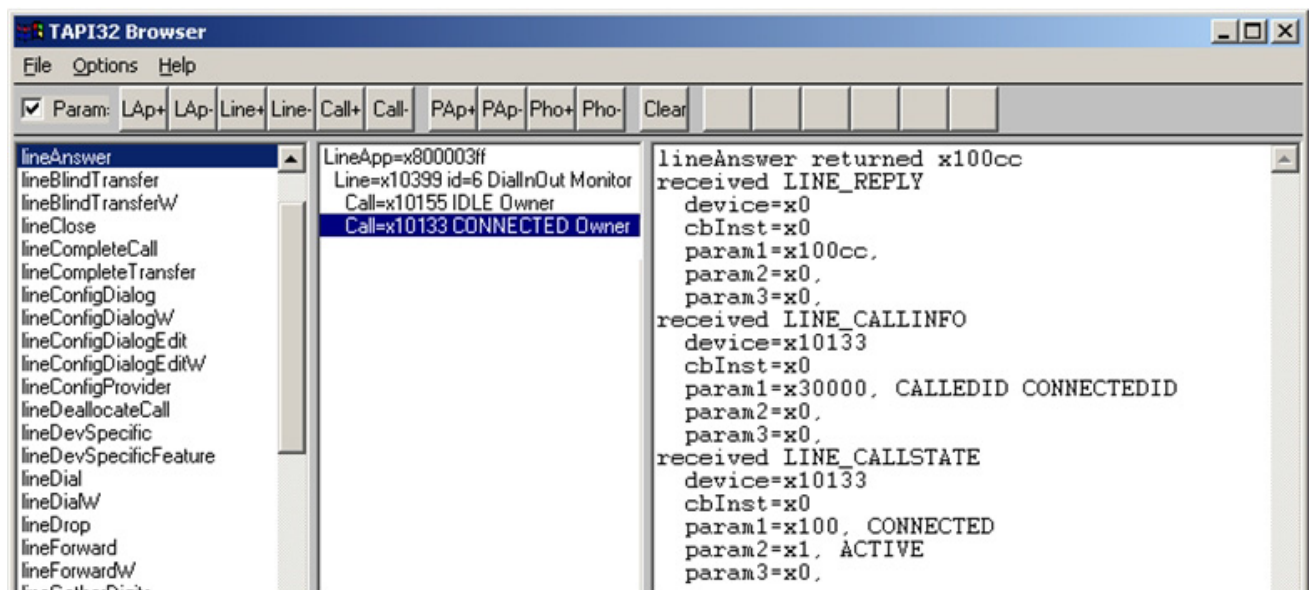 TAPI32 Browser
File Options Help
Param: LAp+ LAp- Line+ Line- Call+ Call- PAp+ PAp- Pho+ Pho- Clear
lineAnswer
lineBlindTransfer
lineBlindTransferW
lineClose
lineCompleteCall
lineCompleteTransfer
lineConfigDialog
lineConfigDialogW
lineConfigDialogEdit
lineConfigDialogEditW
lineConfigProvider
lineDeallocateCall
lineDevSpecific
lineDevSpecificFeature
lineDial
lineDialW
lineDrop
lineForward
lineForwardW
LineApp=x800003ff
Line=x10399 id=6 DialInOut Monitor
Call=x10155 IDLE Owner
Call=x10133 CONNECTED Owner
lineAnswer returned x100cc
received LINE_REPLY
device=x0
cbInst=x0
param1=x100cc,
param2=x0,
param3=x0,
received LINE_CALLINFO
device=x10133
cbInst=x0
param1=x30000, CALLEDID CONNECTEDID
param2=x0,
param3=x0,
received LINE_CALLSTATE
device=x10133
cbInst=x0
param1=x100, CONNECTED
param2=x1, ACTIVE
param3=x0,